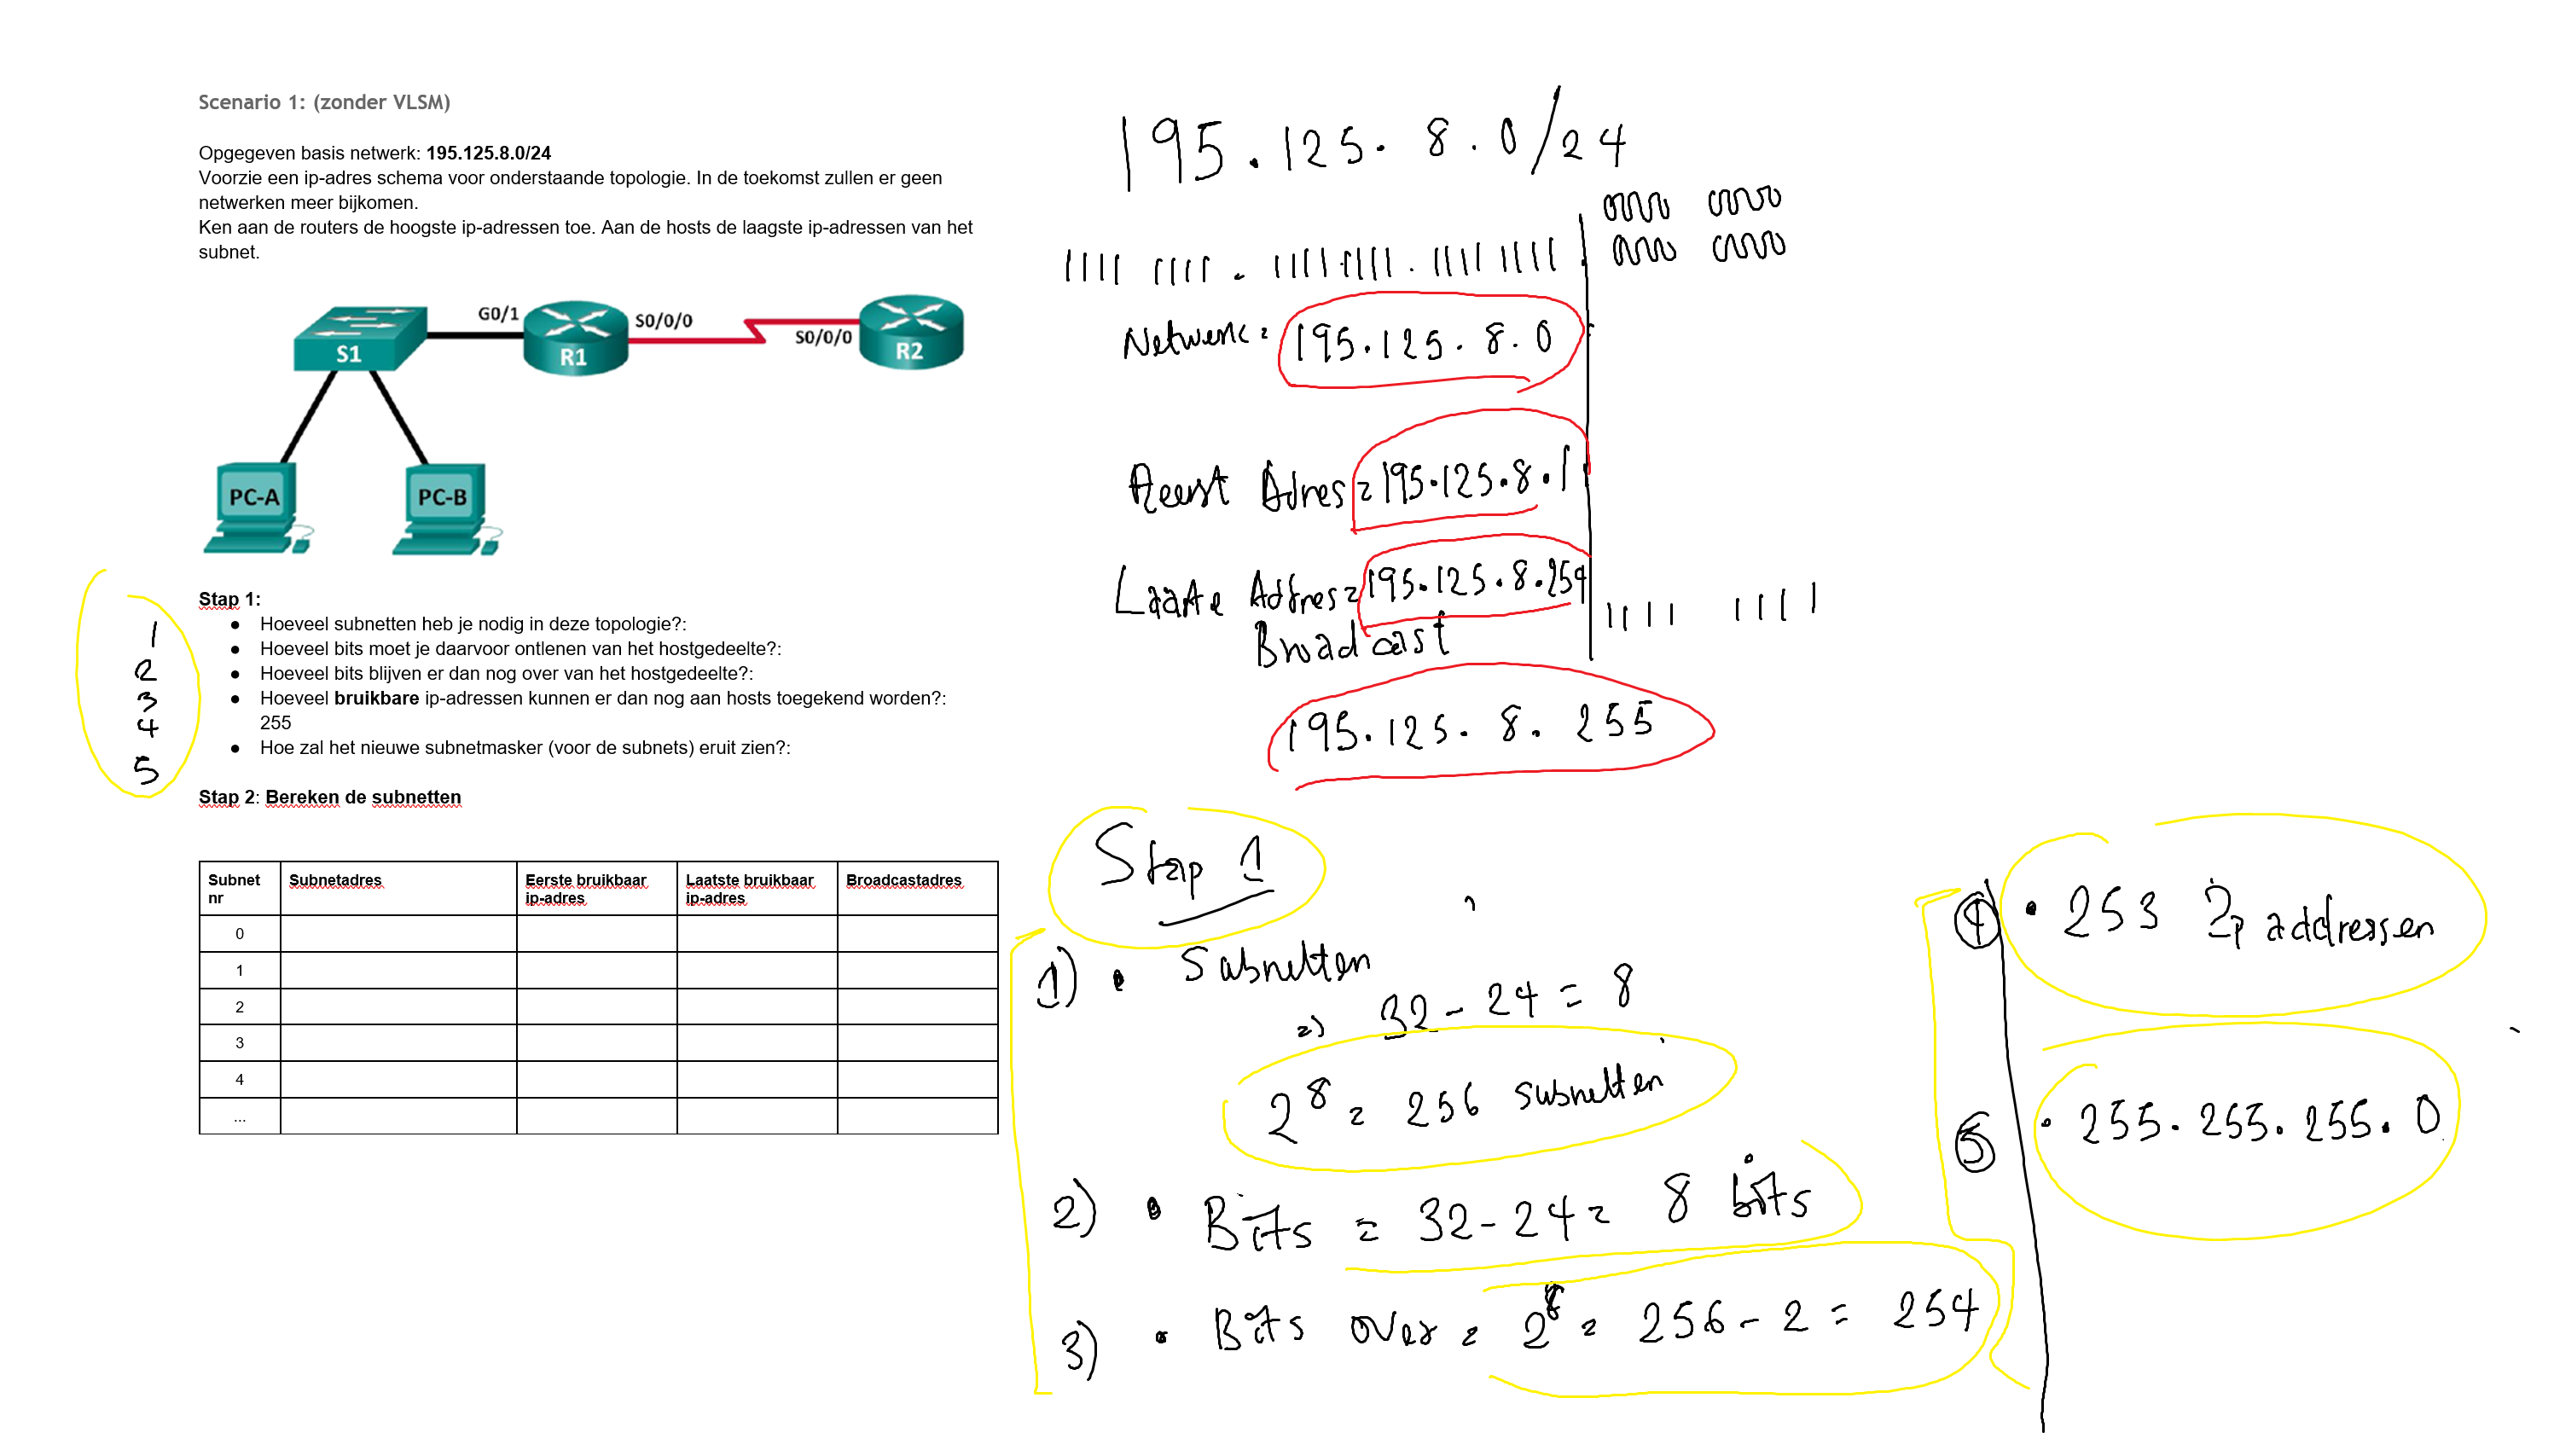 Scenario 1: (zonder VLSM)
Opgegeven basis netwerk: 195.125.8.0/24
Voorzie een ip-adres schema voor onderstaande topologie. In de toekomst zullen er geen
netwerken meer bijkomen.
Ken aan de routers de hoogste ip-adressen toe. Aan de hosts de laagste ip-adressen van het
subnet.
G0/1
S0/0/0
S0/0/0
S1
R1
R2
PC-A
PC-B
Stap 1:
1 ● Hoeveel subnetten heb je nodig in deze topologie?:
2 ● Hoeveel bits moet je daarvoor ontlenen van het hostgedeelte?:
3 ● Hoeveel bits blijven er dan nog over van het hostgedeelte?:
4 ● Hoeveel bruikbare ip-adressen kunnen er dan nog aan hosts toegekend worden?:
255
5 ● Hoe zal het nieuwe subnetmasker (voor de subnets) eruit zien?:
Stap 2: Bereken de subnetten
Subnet nr | Subnetadres | Eerste bruikbaar ip-adres | Laatste bruikbaar ip-adres | Broadcastadres
0
1
2
3
4
...
195.125.8.0/24
0000 0000
1111 1111 . 1111 1111 . 1111 1111 . 0000 0000
Netwerk = 195.125.8.0
Eerst Adres = 195.125.8.1
Adres = 195.125.8.254
1111 1111
Broadcast
195.125.8.255
Stap 1
1) • Subnetten
=) 32 - 24 = 8
2^8 = 256 subnetten
2) • Bits = 32 - 24 = 8 bits
3) • Bits over = 2^8 = 256 - 2 = 254
4 • 253 Ip addressen
5 • 255.255.255.0